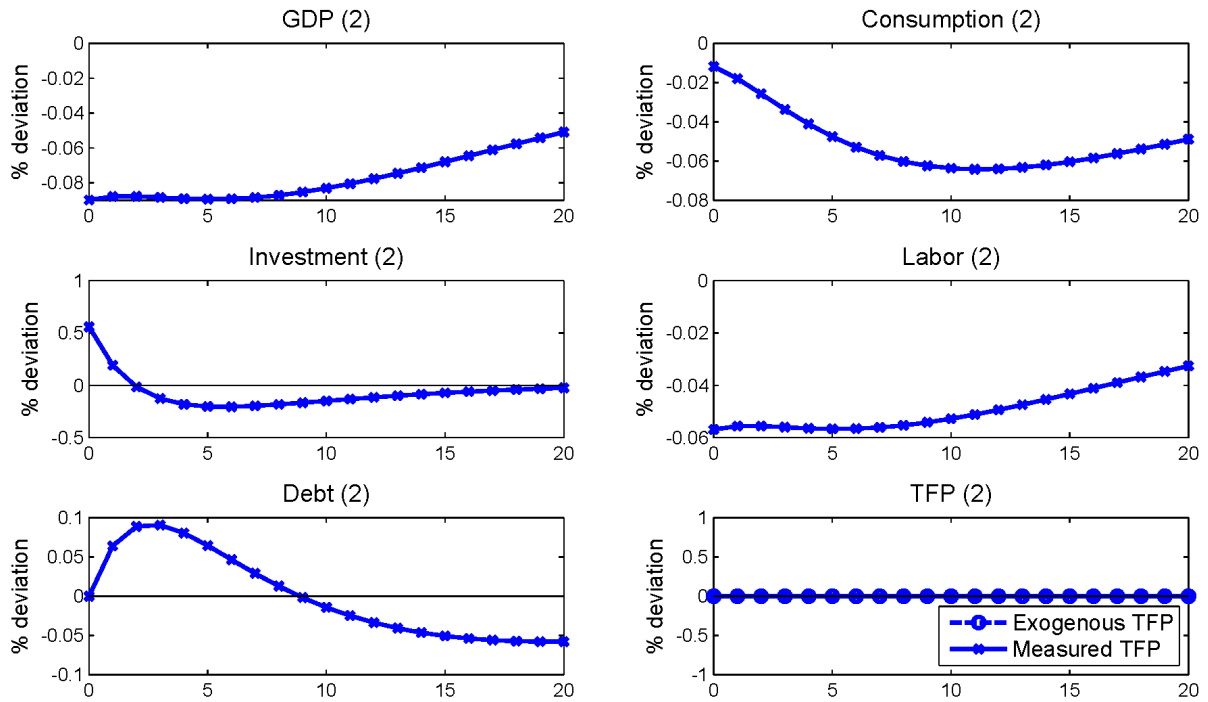 GDP (2)
% deviation
0
-0.02
-0.04
-0.06
-0.08
0 5 10 15 20
Consumption (2)
% deviation
0
-0.02
-0.04
-0.06
-0.08
0 5 10 15 20
Investment (2)
% deviation
1
0.5
0
-0.5
0 5 10 15 20
Labor (2)
% deviation
0
-0.02
-0.04
-0.06
0 5 10 15 20
Debt (2)
% deviation
0.1
0.05
0
-0.05
-0.1
0 5 10 15 20
TFP (2)
% deviation
1
0.5
0
-0.5
-1
0 5 10 15 20
Exogenous TFP
Measured TFP